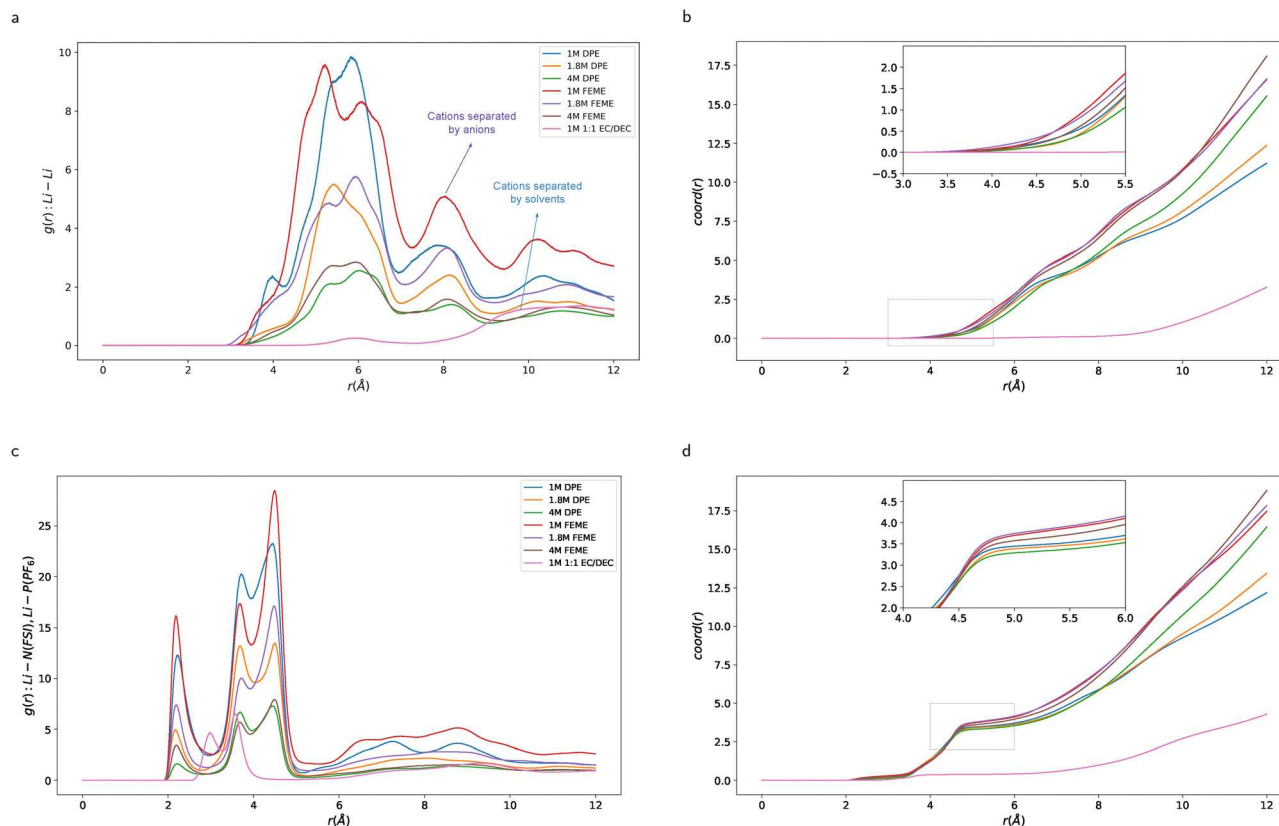 a
g(r) : Li − Li
10
8
6
4
2
0
0 2 4 6 8 10 12
r(Å)
1M DPE
1.8M DPE
4M DPE
1M FEME
1.8M FEME
4M FEME
1M 1:1 EC/DEC
Cations separated
by anions
Cations separated
by solvents
b
coord(r)
17.5
15.0
12.5
10.0
7.5
5.0
2.5
0.0
0 2 4 6 8 10 12
r(Å)
2.0
1.5
1.0
0.5
0.0
−0.5
3.0 3.5 4.0 4.5 5.0 5.5
c
g(r) : Li − N(FSI), Li − P(PF6)
25
20
15
10
5
0
0 2 4 6 8 10 12
r(Å)
1M DPE
1.8M DPE
4M DPE
1M FEME
1.8M FEME
4M FEME
1M 1:1 EC/DEC
d
coord(r)
17.5
15.0
12.5
10.0
7.5
5.0
2.5
0.0
0 2 4 6 8 10 12
r(Å)
4.5
4.0
3.5
3.0
2.5
2.0
4.0 4.5 5.0 5.5 6.0